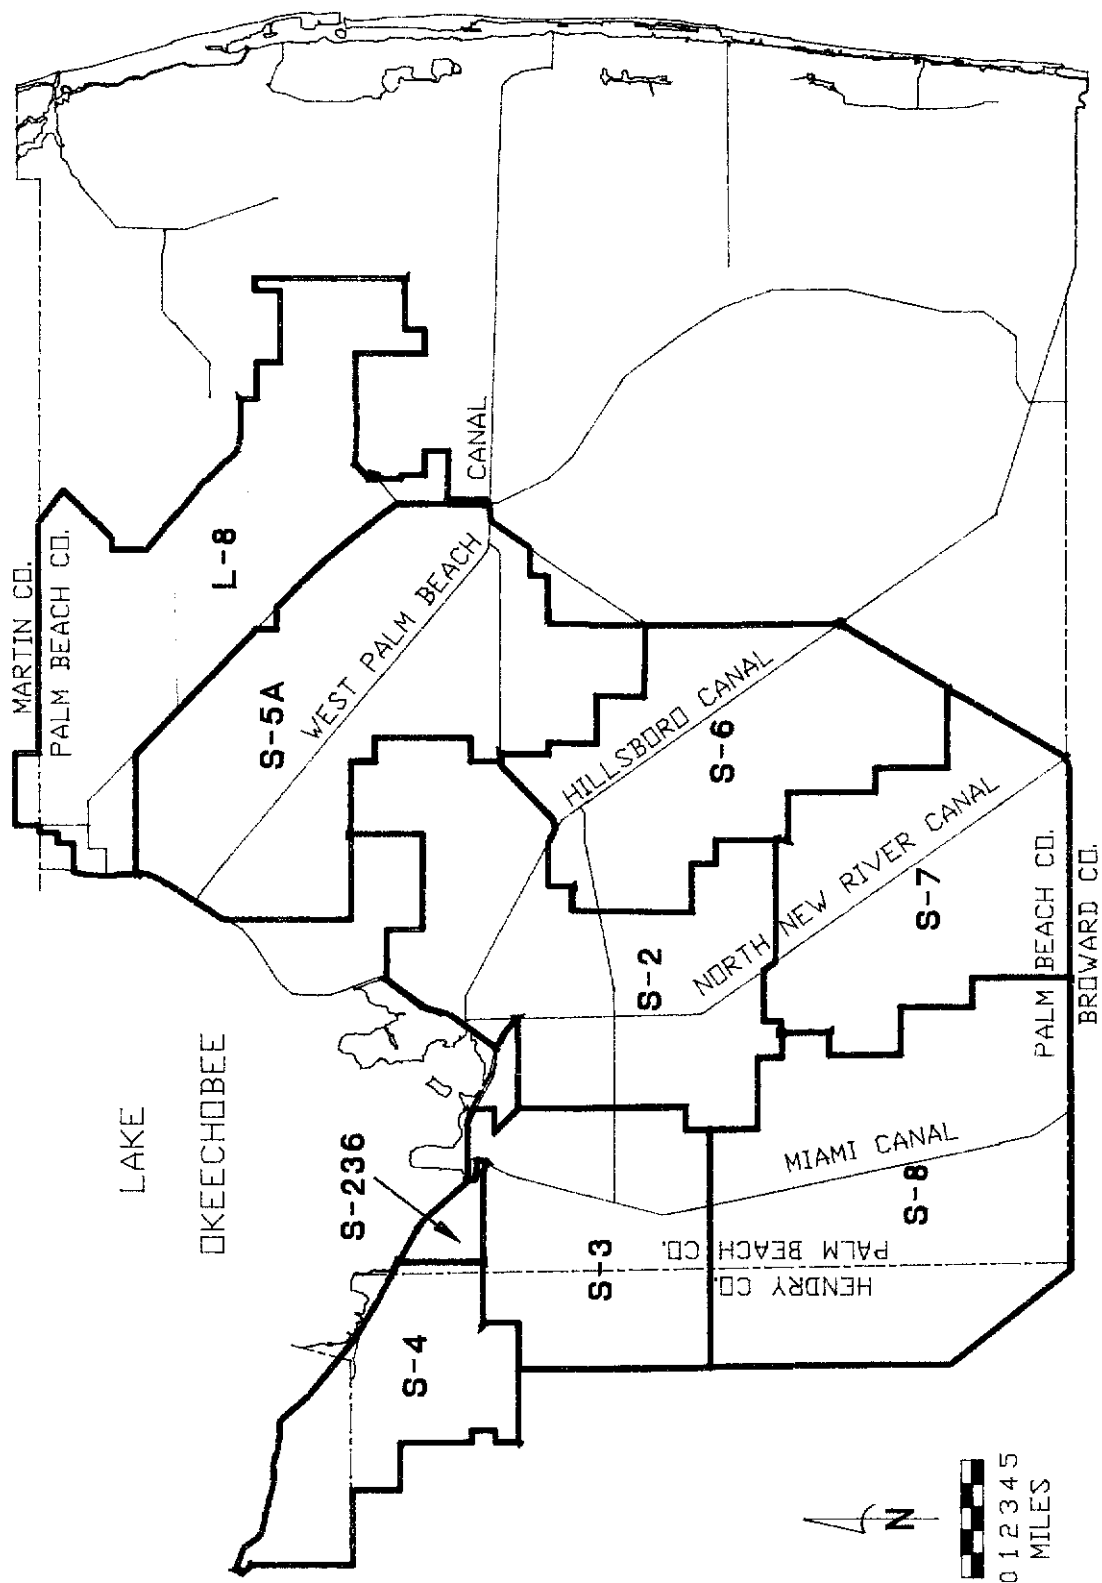 MARTIN CO.
PALM BEACH CO.
L-8
CANAL
WEST PALM BEACH
S-5A
HILLSBORO CANAL
S-6
NORTH NEW RIVER CANAL
S-7
S-2
PALM BEACH CO.
BROWARD CO.
LAKE
OKEECHOBEE
S-236
MIAMI CANAL
S-8
S-3
PALM BEACH CO.
HENDRY CO.
S-4
N
0 1 2 3 4 5
MILES